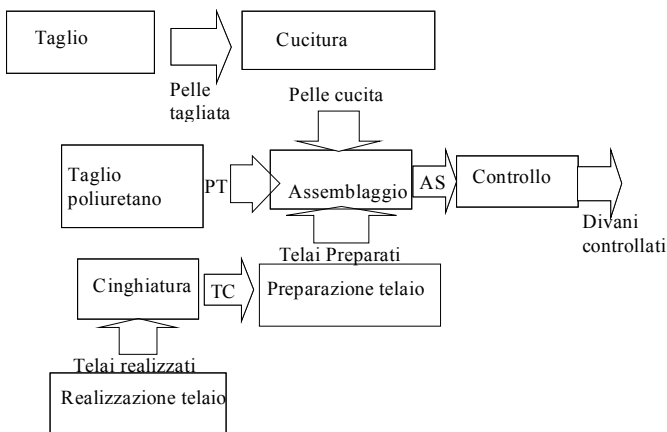 Taglio
Cucitura
Pelle
tagliata
Pelle cucita
Taglio
poliuretano
PT
Assemblaggio
AS
Controllo
Divani
controllati
Telai Preparati
Cinghiatura
TC
Preparazione telaio
Telai realizzati
Realizzazione telaio